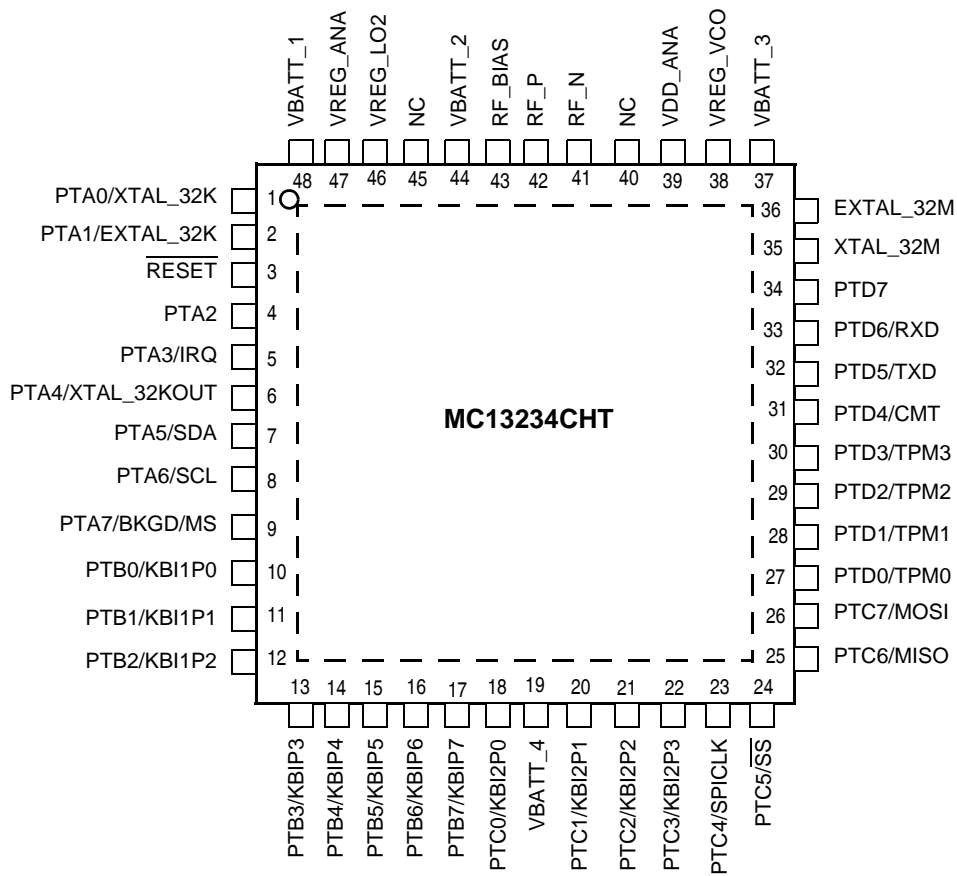 VBATT_1
VREG_ANA
VREG_LO2
NC
VBATT_2
RF_BIAS
RF_P
RF_N
NC
VDD_ANA
VREG_VCO
VBATT_3
48
47
46
45
44
43
42
41
40
39
38
37
PTA0/XTAL_32K 1
PTA1/EXTAL_32K 2
RESET 3
PTA2 4
PTA3/IRQ 5
PTA4/XTAL_32KOUT 6
PTA5/SDA 7
PTA6/SCL 8
PTA7/BKGD/MS 9
PTB0/KBI1P0 10
PTB1/KBI1P1 11
PTB2/KBI1P2 12
MC13234CHT
36 EXTAL_32M
35 XTAL_32M
34 PTD7
33 PTD6/RXD
32 PTD5/TXD
31 PTD4/CMT
30 PTD3/TPM3
29 PTD2/TPM2
28 PTD1/TPM1
27 PTD0/TPM0
26 PTC7/MOSI
25 PTC6/MISO
13
14
15
16
17
18
19
20
21
22
23
24
PTB3/KBIP3
PTB4/KBIP4
PTB5/KBIP5
PTB6/KBIP6
PTB7/KBIP7
PTC0/KBI2P0
VBATT_4
PTC1/KBI2P1
PTC2/KBI2P2
PTC3/KBI2P3
PTC4/SPICLK
PTC5/SS